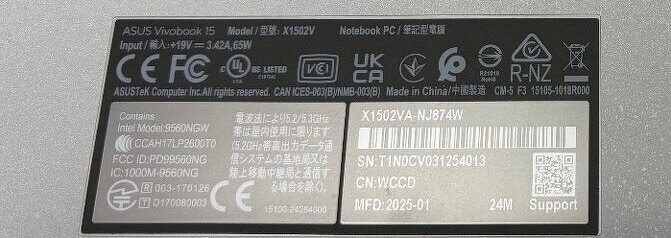 ASUS Vivobook 15 Model / 型號: X1502V Notebook PC / 筆記型電腦
Input / 輸入: +19V⎓3.42A, 65W
CE FC c UL US LISTED VCI UK CA R-NZ
ASUSTeK Computer Inc. All rights reserved. CAN ICES-003(B)/NMB-003(B) Made in China/中國製造 CM-5 F3 15105-1018R000
Contains
Intel Model:9560NGW
CCAH17LP2600T0
FCC ID:PD99560NG
IC:1000M-9560NG
R 003-170126
T D170080003
電波法により5.2/5.3GHz
帯は屋内使用に限ります
(5.2GHz帯高出力データ通
信システムの基地局又は
陸上移動中継局と通信す
る場合を除く)。
CE
15100-24284000
X1502VA-NJ874W
SN:T1N0CV031254013
CN:WCCD
MFD:2025-01 24M Support